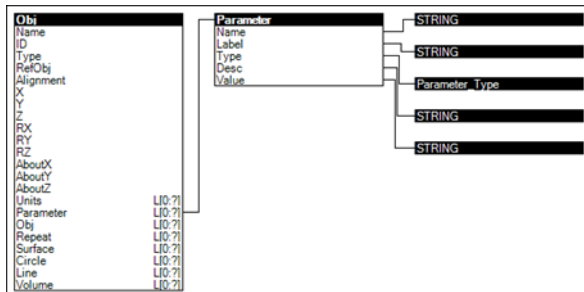 Obj
Name
ID
Type
RefObj
Alignment
X
Y
Z
RX
RY
RZ
AboutX
AboutY
AboutZ
Units L[0:?]
Parameter L[0:?]
Obj L[0:?]
Repeat L[0:?]
Surface L[0:?]
Circle L[0:?]
Line L[0:?]
Volume L[0:?]
Parameter
Name
Label
Type
Desc
Value
STRING
STRING
Parameter_Type
STRING
STRING